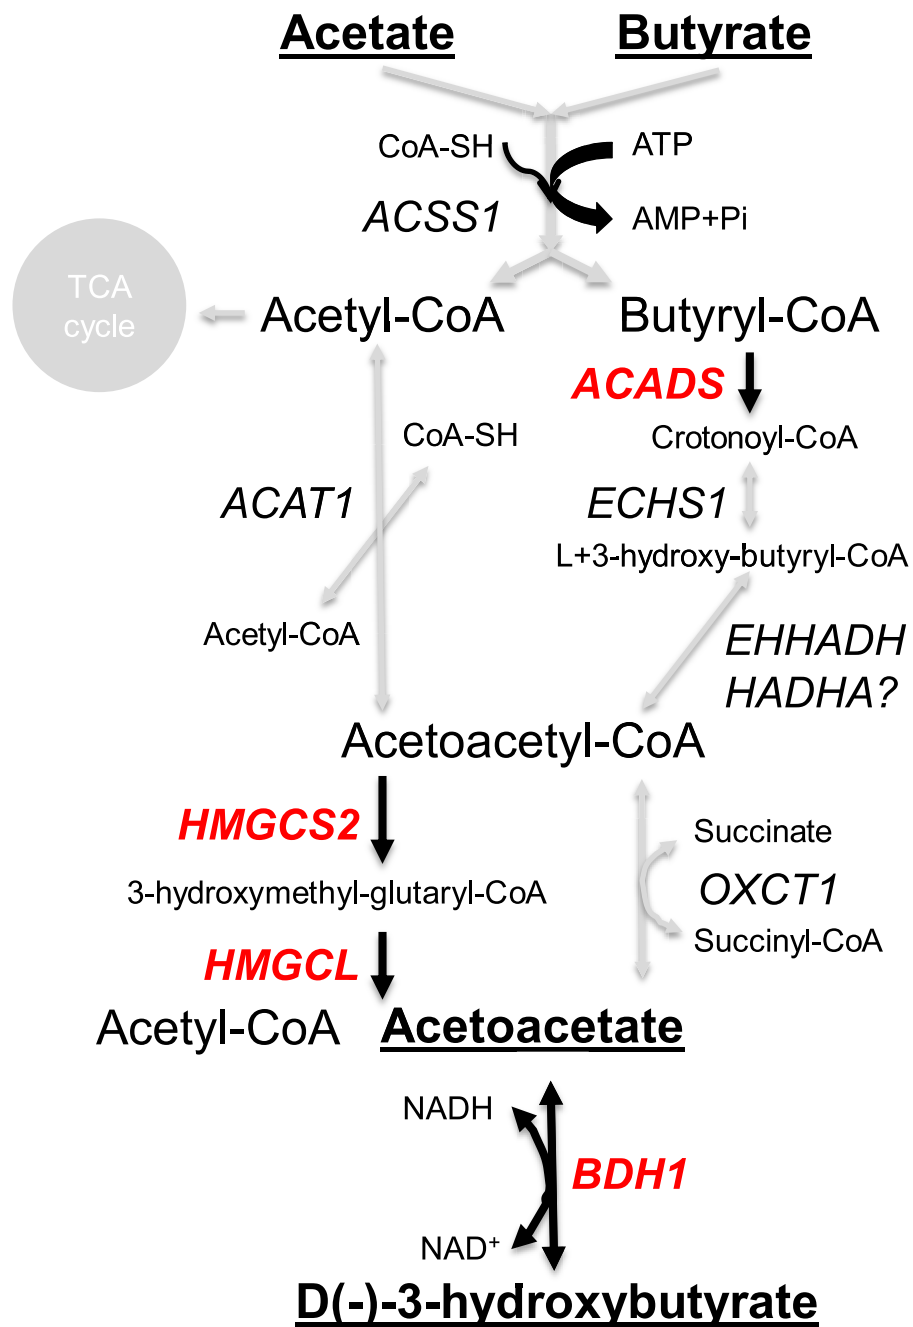 Acetate Butyrate
CoA-SH ATP
ACSS1 AMP+Pi
TCA
cycle
Acetyl-CoA Butyryl-CoA
ACADS
CoA-SH Crotonoyl-CoA
ACAT1 ECHS1
L+3-hydroxy-butyryl-CoA
Acetyl-CoA
EHHADH
HADHA?
Acetoacetyl-CoA
HMGCS2 Succinate
3-hydroxymethyl-glutaryl-CoA OXCT1
Succinyl-CoA
HMGCL
Acetyl-CoA Acetoacetate
NADH
BDH1
NAD⁺
D(-)-3-hydroxybutyrate